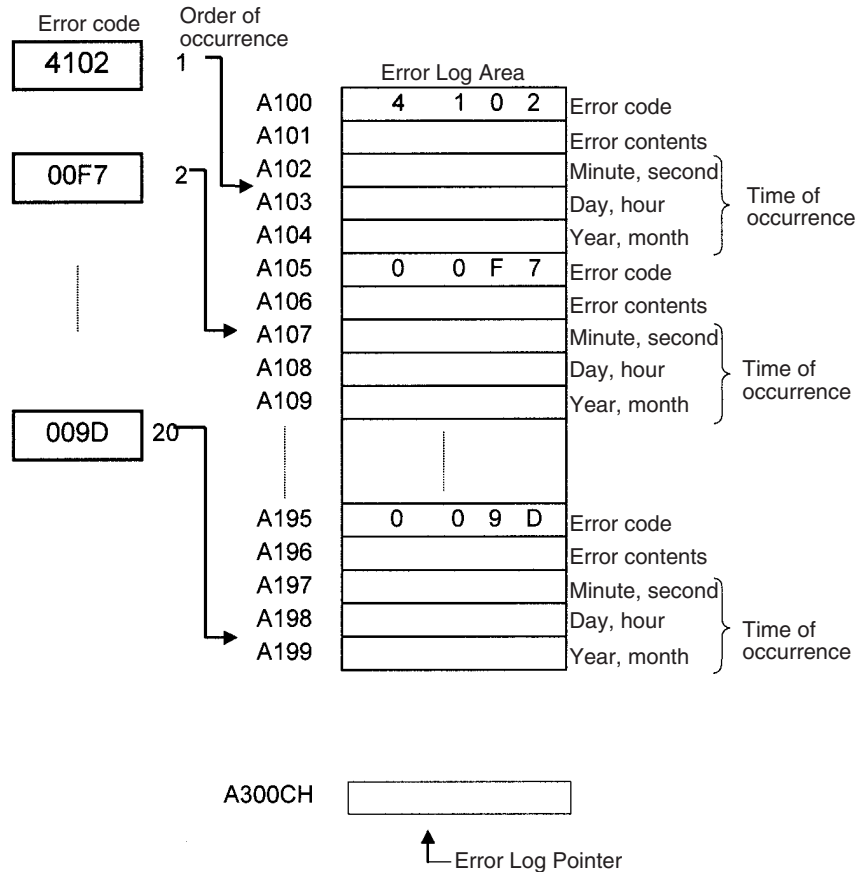 Error code
Order of
occurrence
4102
1
Error Log Area
A100 4 1 0 2 Error code
A101 Error contents
00F7
2
A102 Minute, second
A103 Day, hour
Time of
occurrence
A104 Year, month
A105 0 0 F 7 Error code
A106 Error contents
A107 Minute, second
A108 Day, hour
Time of
occurrence
A109 Year, month
009D
20
A195 0 0 9 D Error code
A196 Error contents
A197 Minute, second
A198 Day, hour
Time of
occurrence
A199 Year, month
A300CH
Error Log Pointer